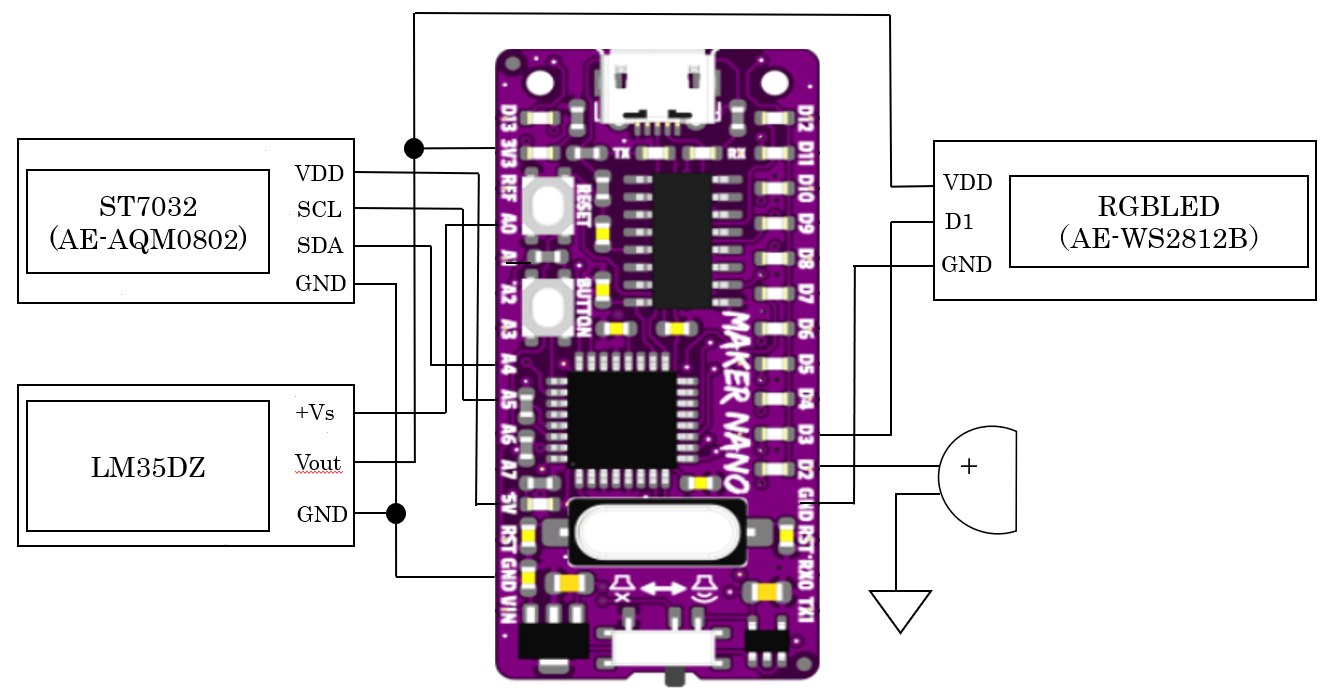 ST7032
(AE-AQM0802)
VDD
SCL
SDA
GND
LM35DZ
+Vs
Vout
GND
D13
3V3
REF
A0
A1
A2
A3
A4
A5
A6
A7
5V
RST
GND
VIN
TX
RX
RESET
BUTTON
MAKER NANO
D12
D11
D10
D9
D8
D7
D6
D5
D4
D3
D2
GND
RST
RX0
TX1
VDD
D1
GND
RGBLED
(AE-WS2812B)
+